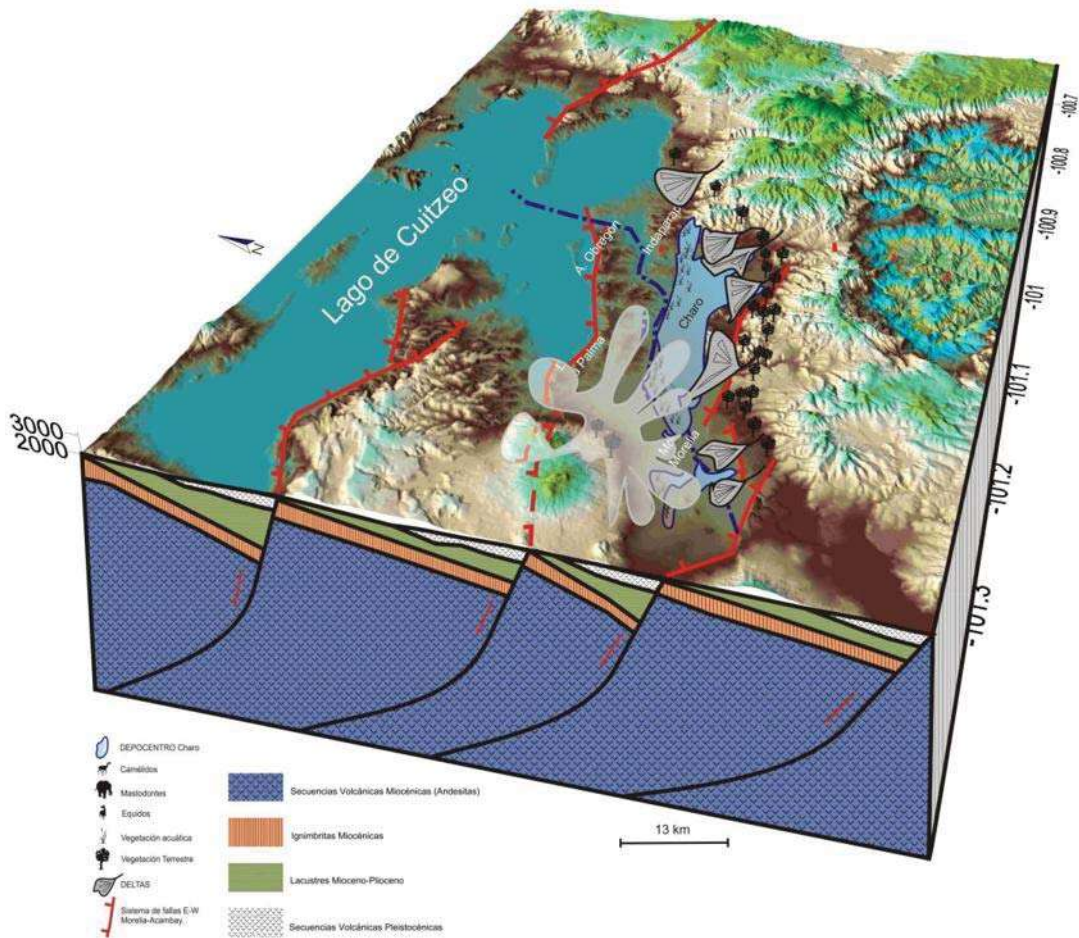 -100.7
-100.8
-100.9
-101
-101.1
-101.2
-101.3
Lago de Cuitzeo
N
A. Obregon
Indaparap
Charo
Palma
Morelia
3000
2000
DEPOCENTRO Charo
Camélidos
Mastodontes
Equidos
Vegetación acuática
Vegetación Terrestre
DELTAS
Sistema de fallas E-W
Morelia-Acambay
Secuencias Volcánicas Miocénicas (Andesitas)
Ignimbritas Miocénicas
Lacustres Mioceno-Plioceno
Secuencias Volcánicas Pleistocénicas
13 km